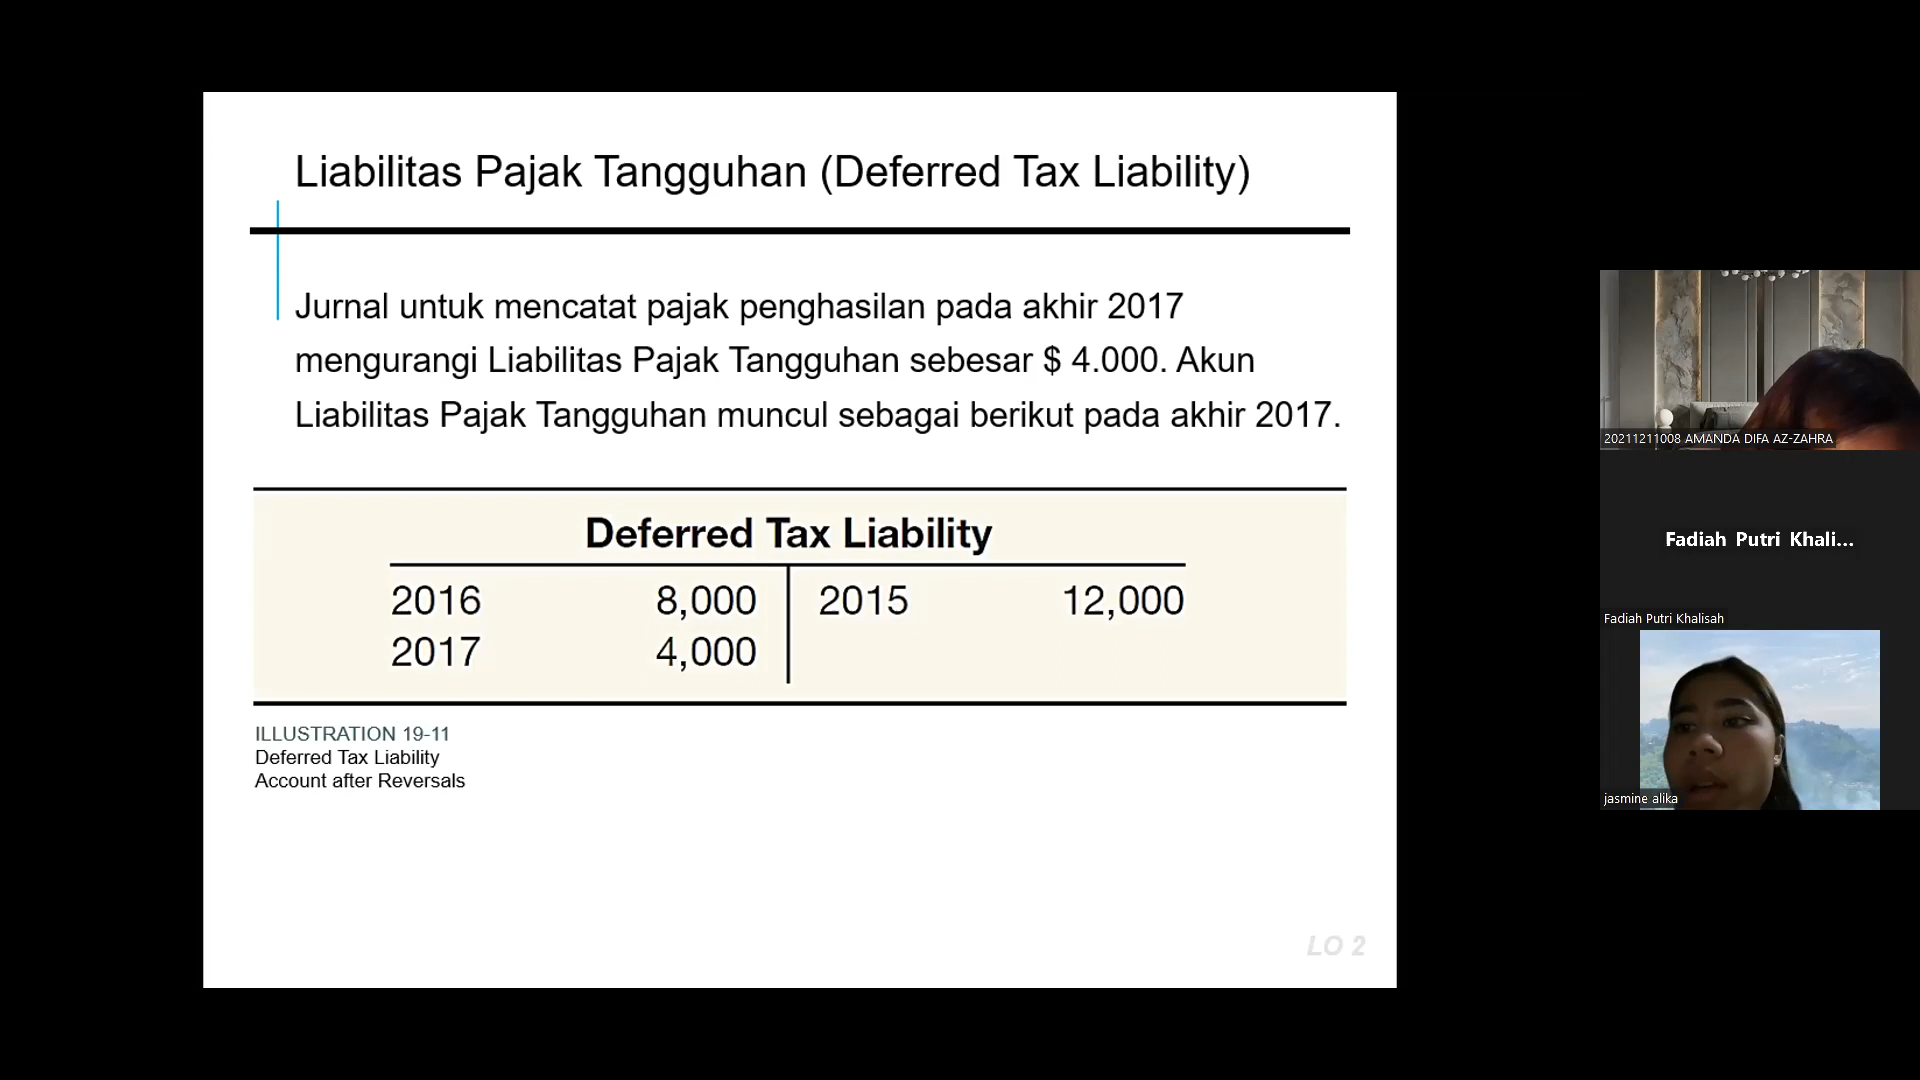 Liabilitas Pajak Tangguhan (Deferred Tax Liability)
Jurnal untuk mencatat pajak penghasilan pada akhir 2017
mengurangi Liabilitas Pajak Tangguhan sebesar $ 4.000. Akun
Liabilitas Pajak Tangguhan muncul sebagai berikut pada akhir 2017.
Deferred Tax Liability
2016 8,000 2015 12,000
2017 4,000
ILLUSTRATION 19-11
Deferred Tax Liability
Account after Reversals
LO 2
20211211008 AMANDA DIFA AZ-ZAHRA
Fadiah Putri Khali...
Fadiah Putri Khalisah
jasmine alika